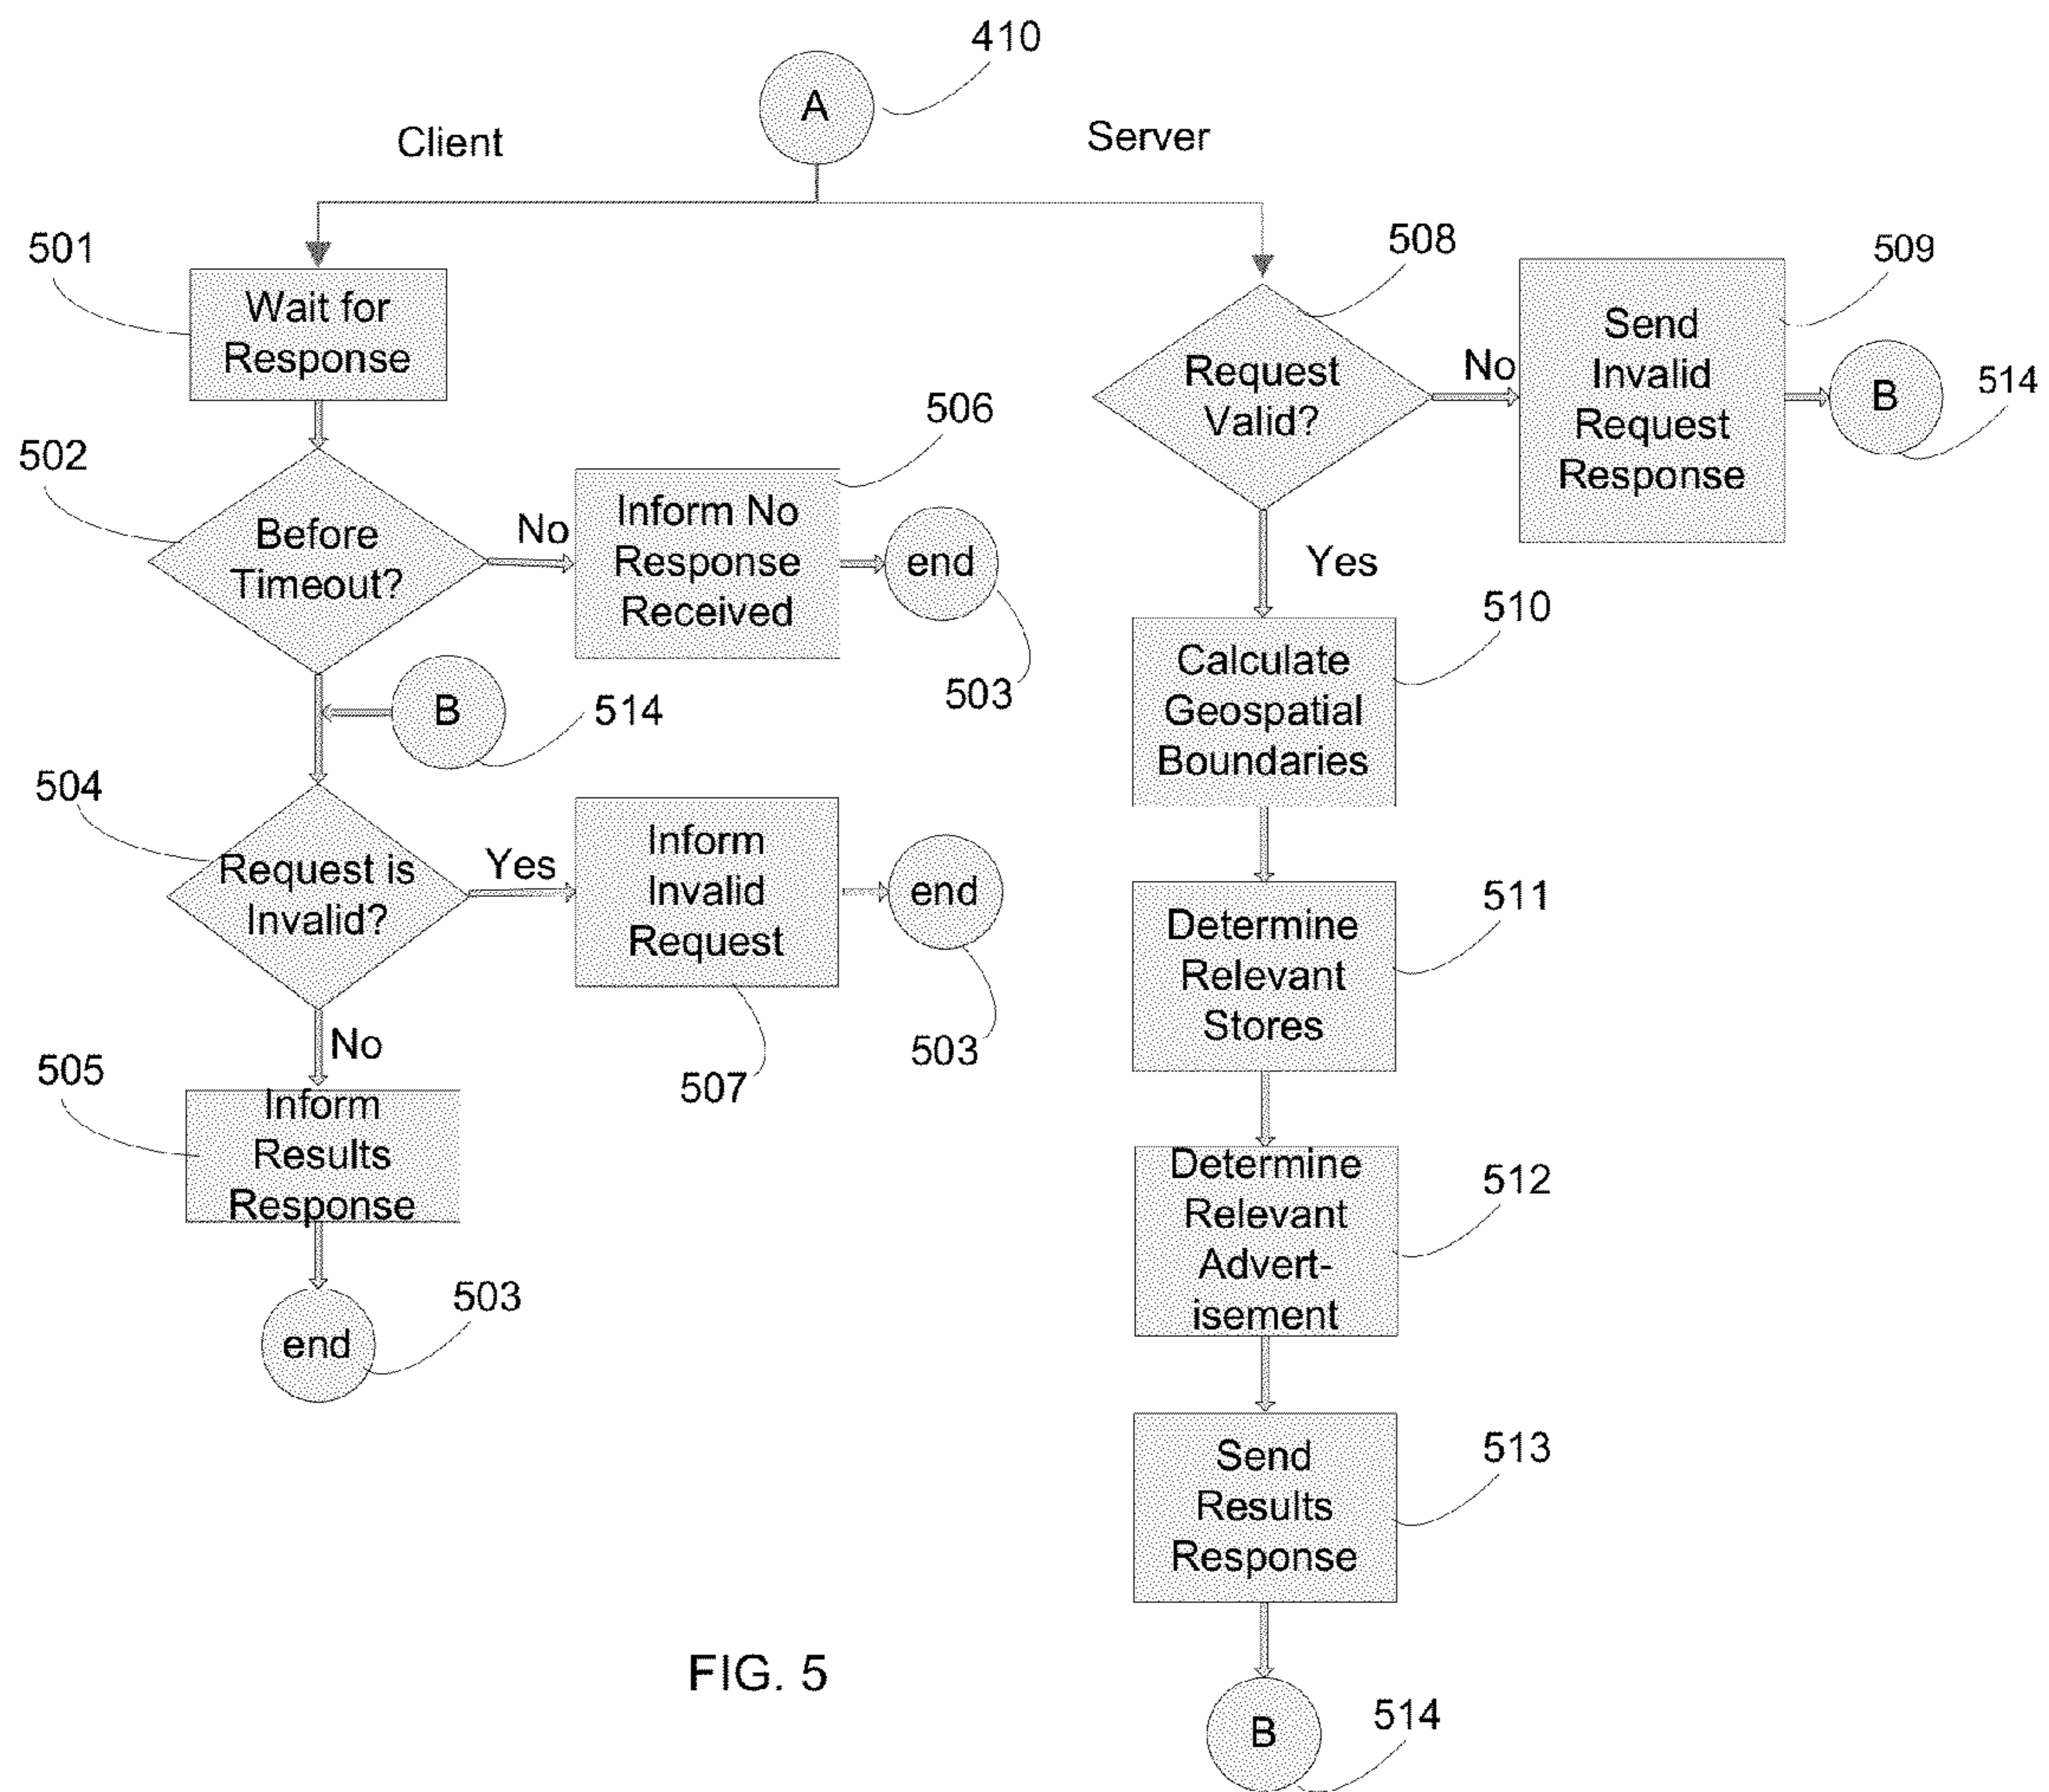 410
A
Client
Server
501
Wait for
Response
508
Request
Valid?
No
509
Send
Invalid
Request
Response
B
514
502
Before
Timeout?
No
506
Inform No
Response
Received
end
503
B
514
Yes
510
Calculate
Geospatial
Boundaries
504
Request is
Invalid?
Yes
Inform
Invalid
Request
507
end
503
511
Determine
Relevant
Stores
No
505
Inform
Results
Response
end
503
512
Determine
Relevant
Advert-
isement
513
Send
Results
Response
B
514
FIG. 5